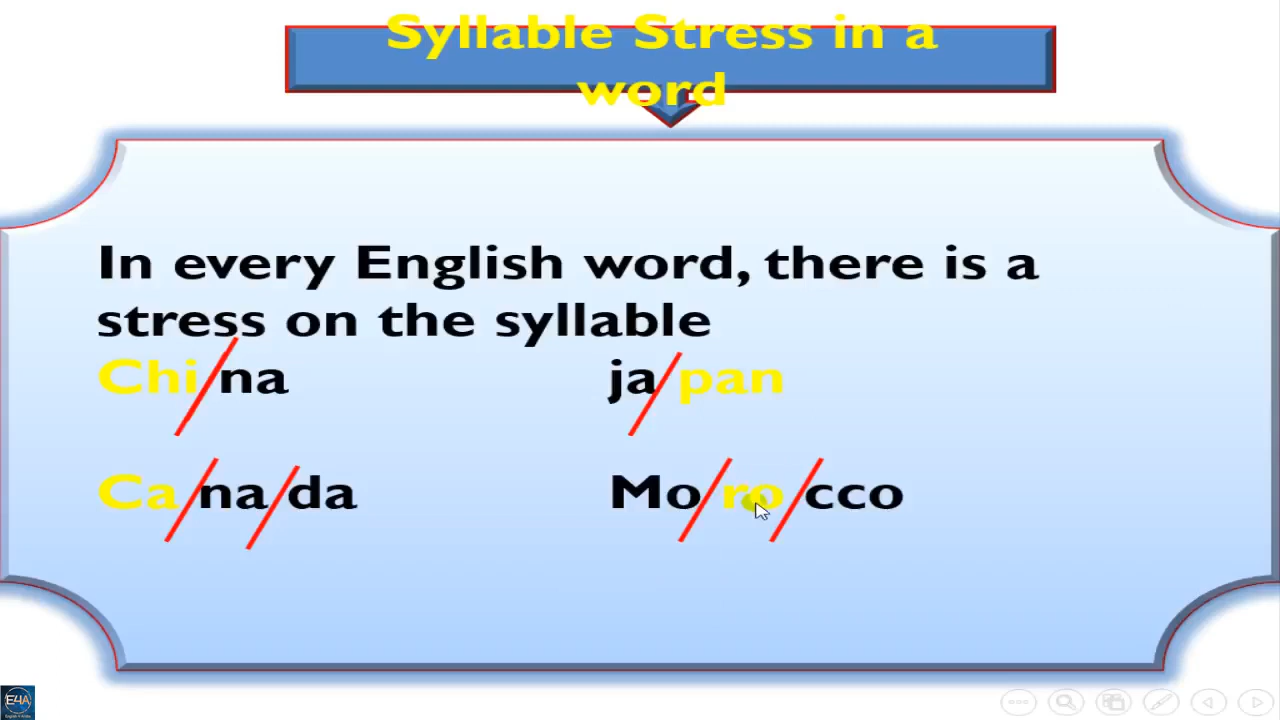 Syllable Stress in a
word
In every English word, there is a
stress on the syllable
Chi/na ja/pan
Ca/na/da Mo/ro/cco
E4A